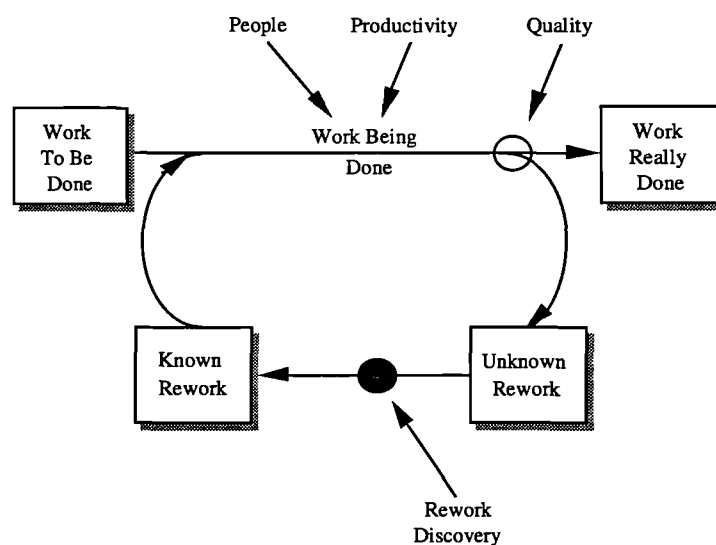 People
Productivity
Quality
Work
To Be
Done
Work Being
Done
Work
Really
Done
Known
Rework
Unknown
Rework
Rework
Discovery